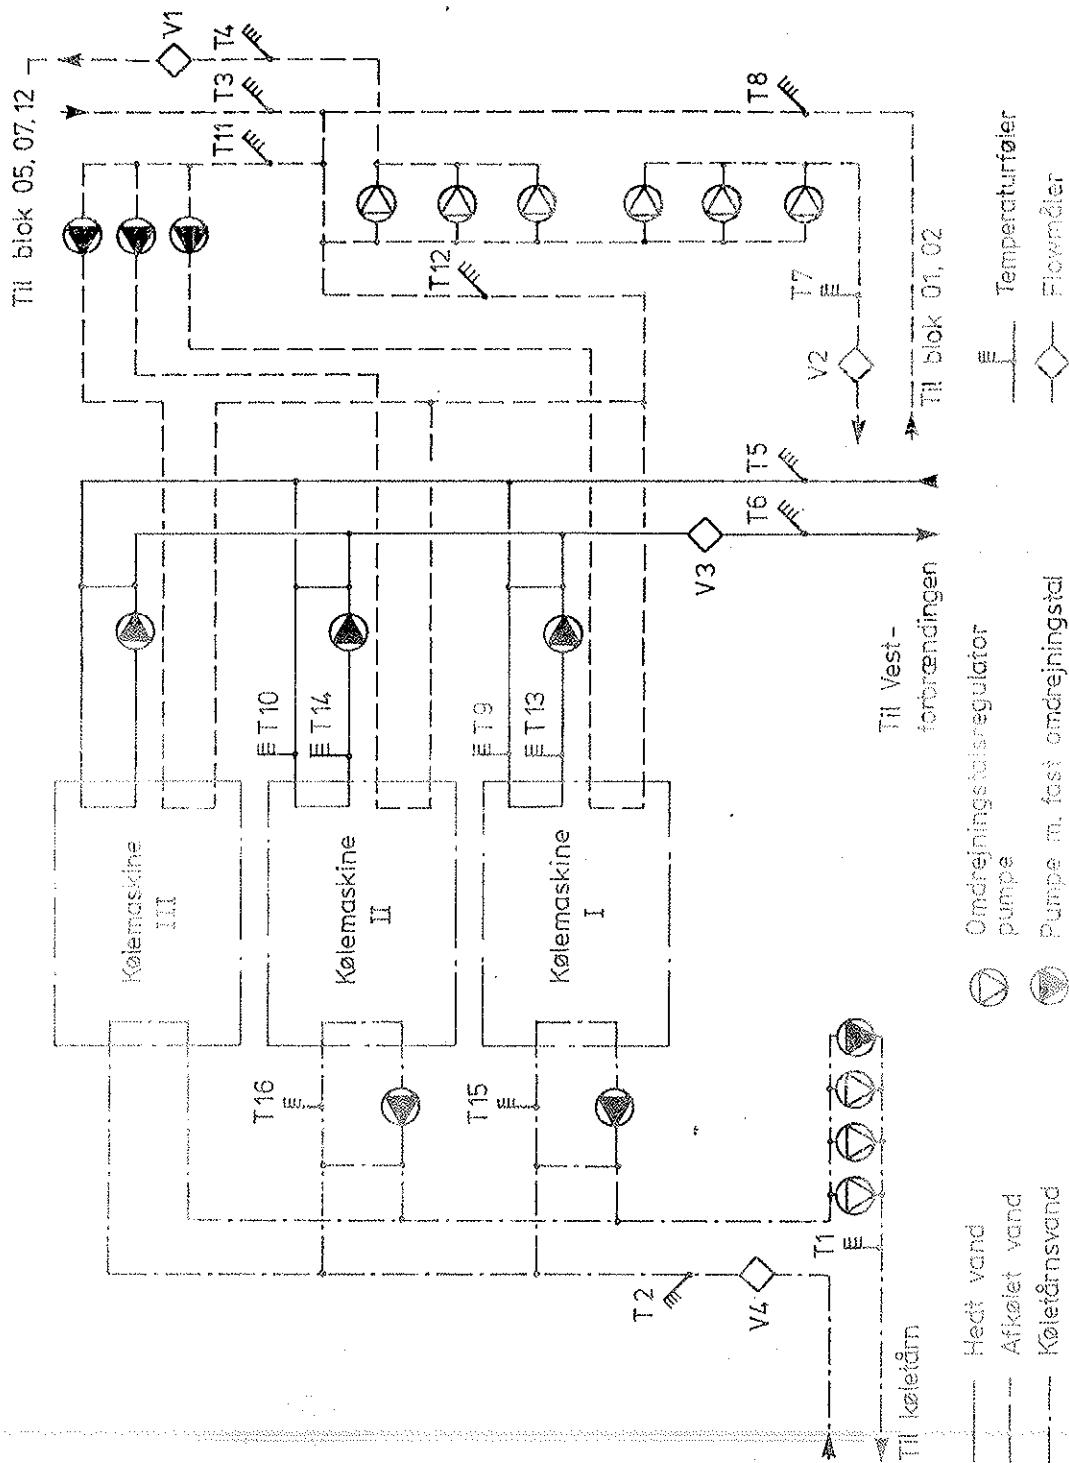 Til blok 05, 07, 12
V1
T4
T3
T11
T8
T12
T7
V2
Til blok 01, 02
T5
T6
V3
Til Vest-
forbrændingen
T10
T14
T9
T13
Kølemaskine
III
Kølemaskine
II
Kølemaskine
I
T16
T15
T1
T2
V4
Til køletårn
Hedt vand
Afkølet vand
Køletårnsvand
Omdrejningstalsregulator
pumpe
Pumpe m. fast omdrejningstal
Temperaturføler
Flowmåler